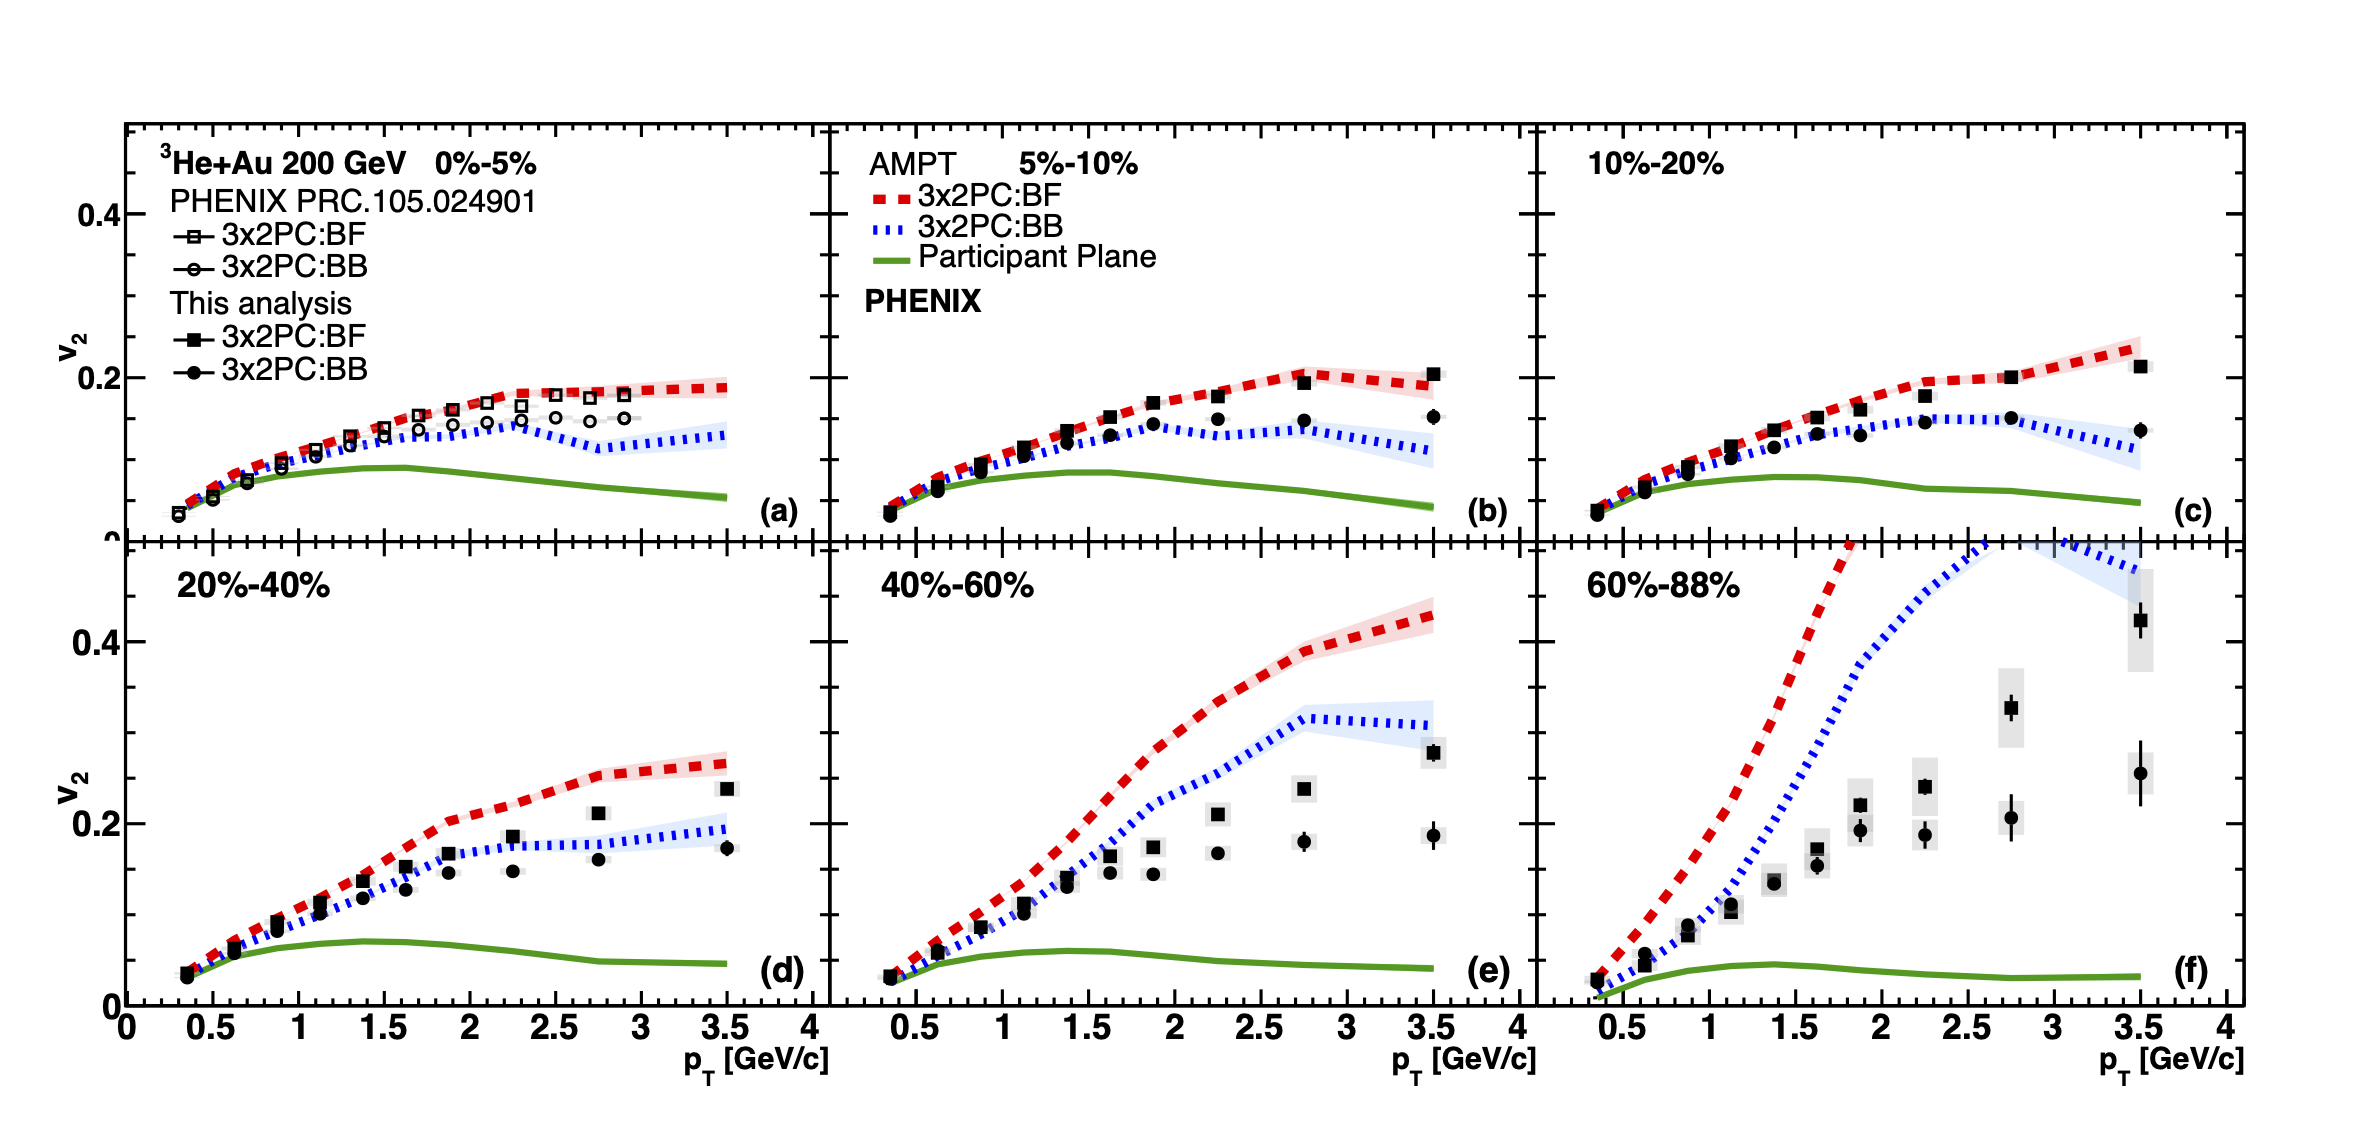 ³He+Au 200 GeV 0%-5%
PHENIX PRC.105.024901
3x2PC:BF
3x2PC:BB
This analysis
3x2PC:BF
3x2PC:BB
(a)
AMPT 5%-10%
3x2PC:BF
3x2PC:BB
Participant Plane
PHENIX
(b)
10%-20%
(c)
v₂
0.4
0.2
0
20%-40%
(d)
40%-60%
(e)
60%-88%
(f)
v₂
0.4
0.2
0
0 0.5 1 1.5 2 2.5 3 3.5 4
0.5 1 1.5 2 2.5 3 3.5 4
0.5 1 1.5 2 2.5 3 3.5 4
p_T [GeV/c]
p_T [GeV/c]
p_T [GeV/c]